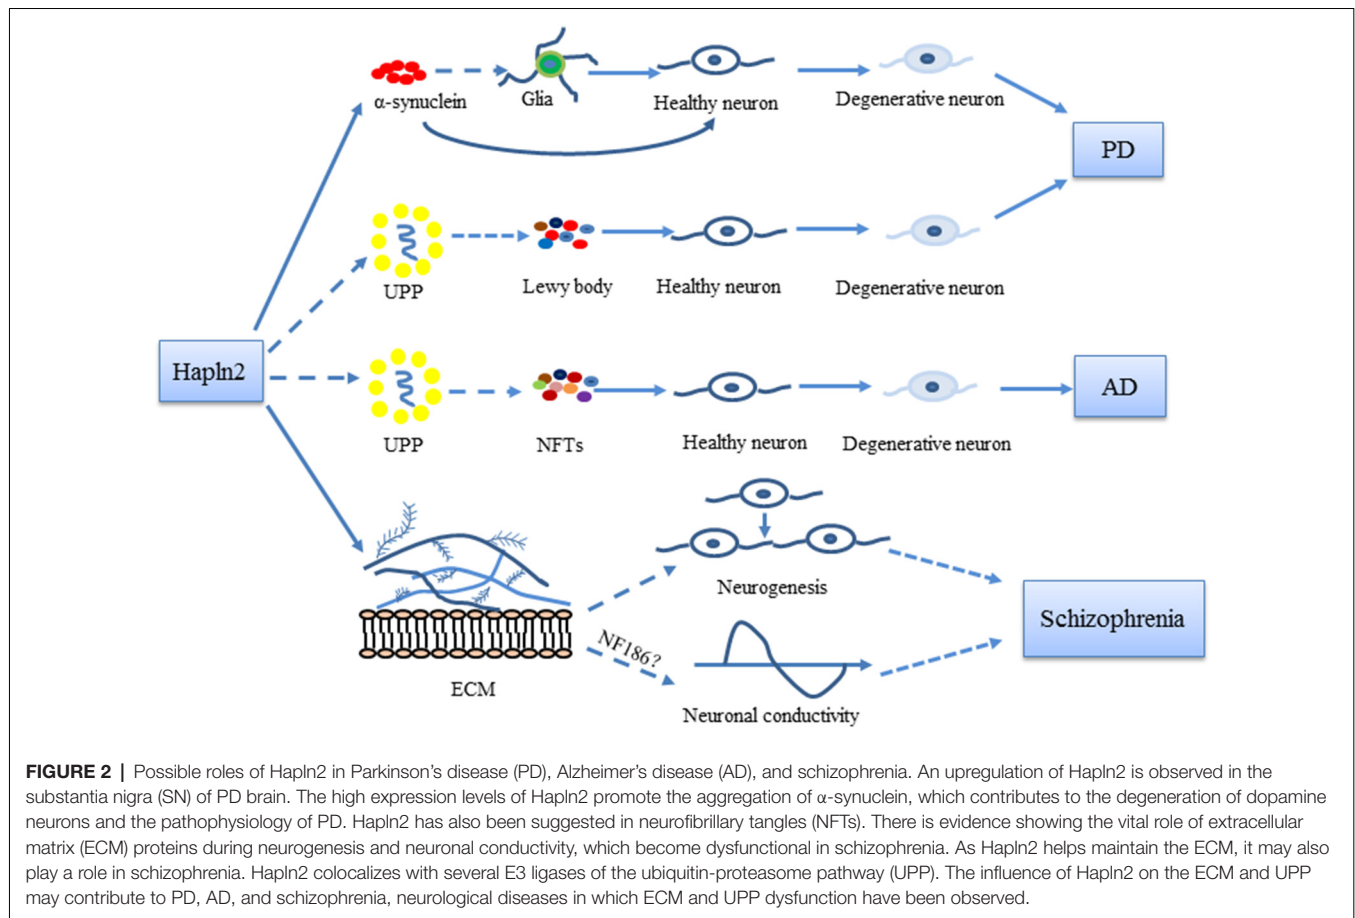 α-synuclein
Glia
Healthy neuron
Degenerative neuron
PD
UPP
Lewy body
Healthy neuron
Degenerative neuron
Hapln2
UPP
NFTs
Healthy neuron
Degenerative neuron
AD
Neurogenesis
NF186?
ECM
Neuronal conductivity
Schizophrenia
FIGURE 2 | Possible roles of Hapln2 in Parkinson's disease (PD), Alzheimer's disease (AD), and schizophrenia. An upregulation of Hapln2 is observed in the
substantia nigra (SN) of PD brain. The high expression levels of Hapln2 promote the aggregation of α-synuclein, which contributes to the degeneration of dopamine
neurons and the pathophysiology of PD. Hapln2 has also been suggested in neurofibrillary tangles (NFTs). There is evidence showing the vital role of extracellular
matrix (ECM) proteins during neurogenesis and neuronal conductivity, which become dysfunctional in schizophrenia. As Hapln2 helps maintain the ECM, it may also
play a role in schizophrenia. Hapln2 colocalizes with several E3 ligases of the ubiquitin-proteasome pathway (UPP). The influence of Hapln2 on the ECM and UPP
may contribute to PD, AD, and schizophrenia, neurological diseases in which ECM and UPP dysfunction have been observed.